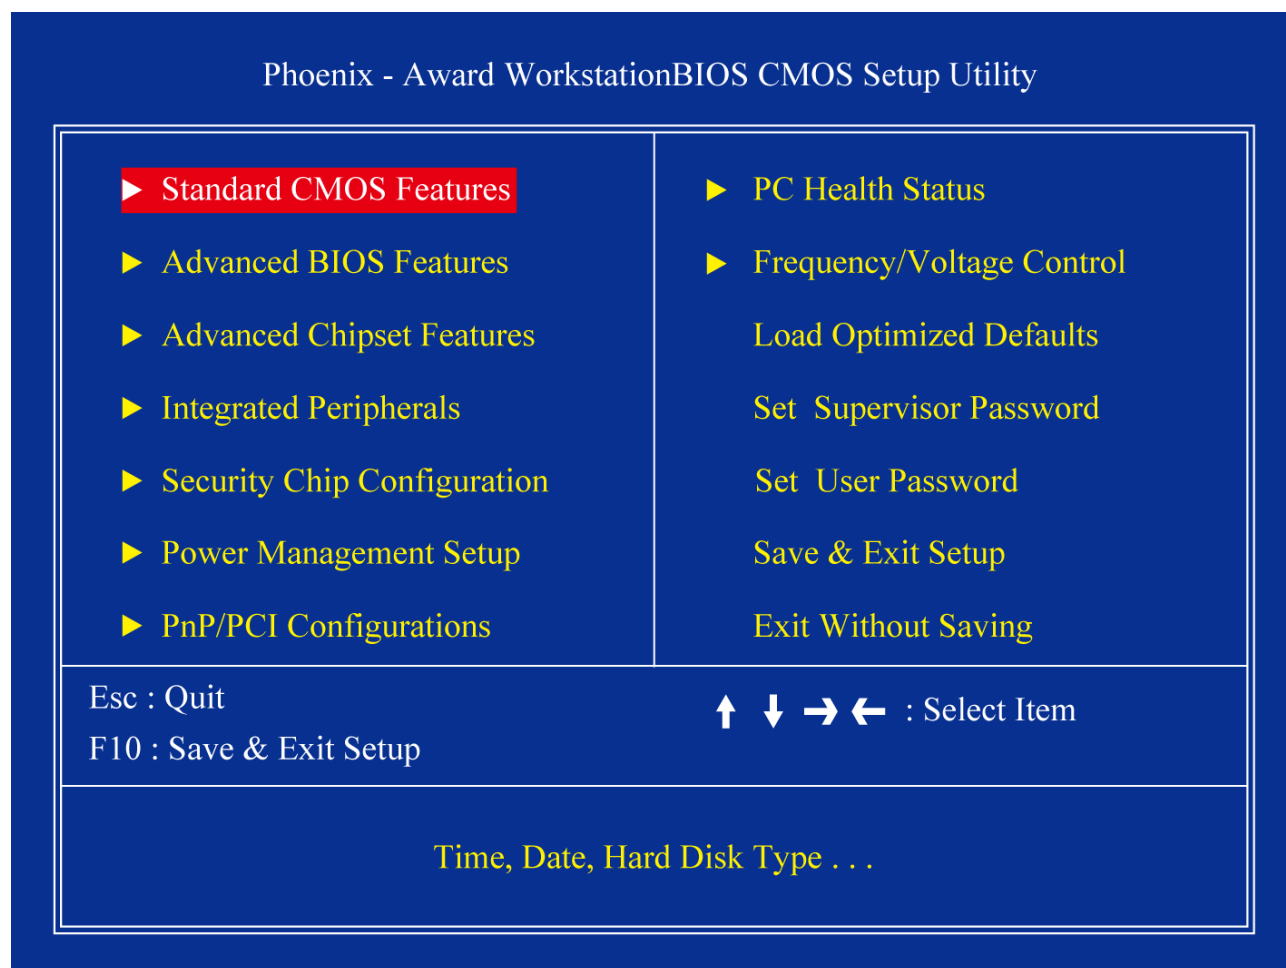 Phoenix - Award WorkstationBIOS CMOS Setup Utility
▶ Standard CMOS Features
▶ Advanced BIOS Features
▶ Advanced Chipset Features
▶ Integrated Peripherals
▶ Security Chip Configuration
▶ Power Management Setup
▶ PnP/PCI Configurations
▶ PC Health Status
▶ Frequency/Voltage Control
Load Optimized Defaults
Set Supervisor Password
Set User Password
Save & Exit Setup
Exit Without Saving
Esc : Quit
F10 : Save & Exit Setup
↑ ↓ → ← : Select Item
Time, Date, Hard Disk Type . . .